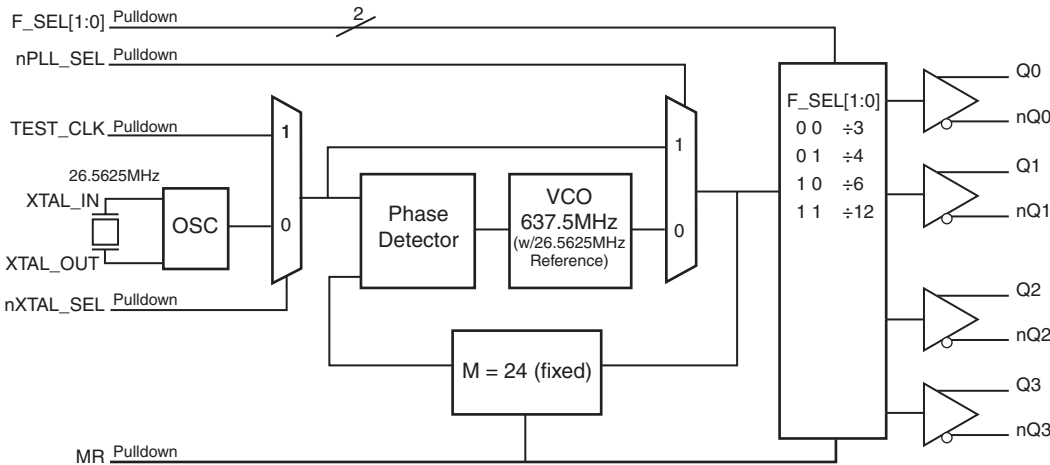 F_SEL[1:0] Pulldown
2
nPLL_SEL Pulldown
TEST_CLK Pulldown
1
0
26.5625MHz
XTAL_IN
OSC
XTAL_OUT
nXTAL_SEL Pulldown
Phase
Detector
VCO
637.5MHz
(w/26.5625MHz
Reference)
1
0
M = 24 (fixed)
MR Pulldown
F_SEL[1:0]
0 0 ÷3
0 1 ÷4
1 0 ÷6
1 1 ÷12
Q0
nQ0
Q1
nQ1
Q2
nQ2
Q3
nQ3